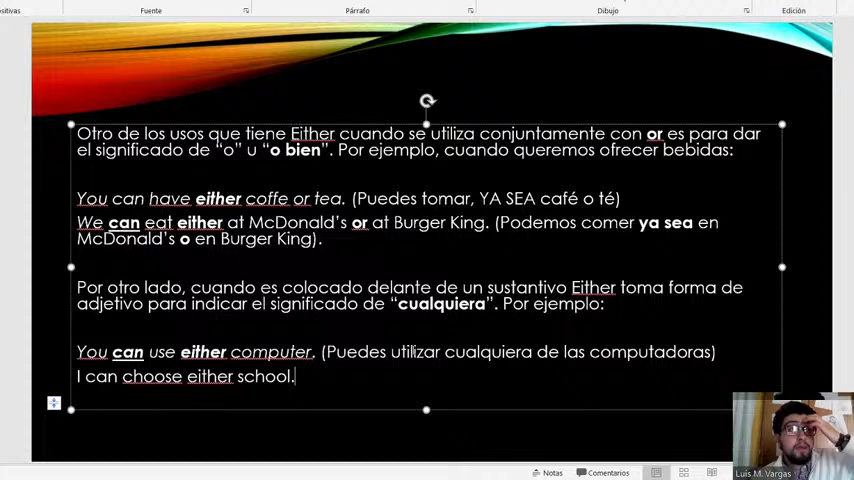 ositivas
Fuente
Párrafo
Dibujo
Edición
Otro de los usos que tiene Either cuando se utiliza conjuntamente con or es para dar
el significado de “o” u “o bien”. Por ejemplo, cuando queremos ofrecer bebidas:
You can have either coffe or tea. (Puedes tomar, YA SEA café o té)
We can eat either at McDonald’s or at Burger King. (Podemos comer ya sea en
McDonald’s o en Burger King).
Por otro lado, cuando es colocado delante de un sustantivo Either toma forma de
adjetivo para indicar el significado de “cualquiera”. Por ejemplo:
You can use either computer. (Puedes utilizar cualquiera de las computadoras)
I can choose either school.
Luis M. Vargas
Notas
Comentarios